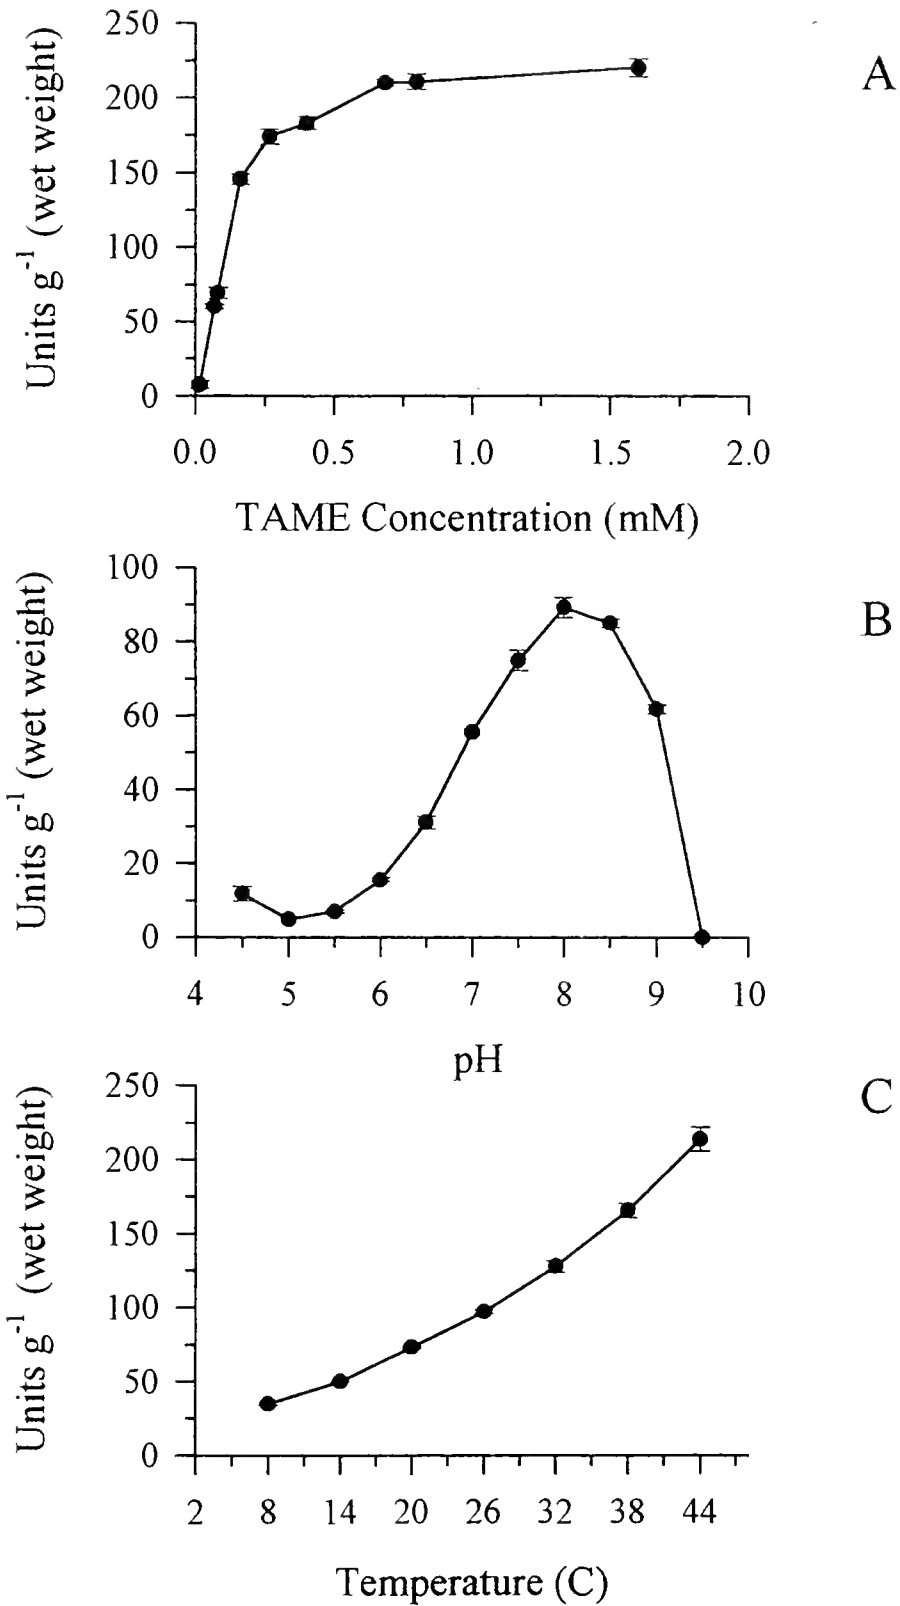 A
Units g-1 (wet weight)
250
200
150
100
50
0
0.0 0.5 1.0 1.5 2.0
TAME Concentration (mM)
B
Units g-1 (wet weight)
100
80
60
40
20
0
4 5 6 7 8 9 10
pH
C
Units g-1 (wet weight)
250
200
150
100
50
0
2 8 14 20 26 32 38 44
Temperature (C)